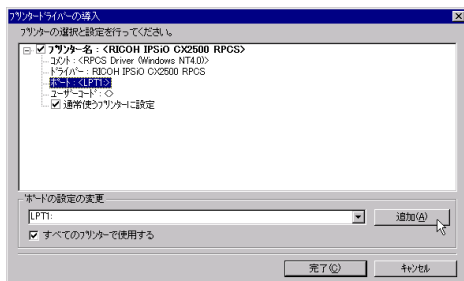 プリンタードライバーの導入
プリンターの選択と設定を行ってください。
プリンター名 : <RICOH IPSiO CX2500 RPCS>
コメント : <RPCS Driver (Windows NT4.0)>
ドライバー : RICOH IPSiO CX2500 RPCS
ポート : <LPT1:>
ユーザーコード : <>
通常使うプリンターに設定
'ポート'の設定の変更
LPT1:
追加(A)
すべてのプリンターで使用する
完了(C)
キャンセル